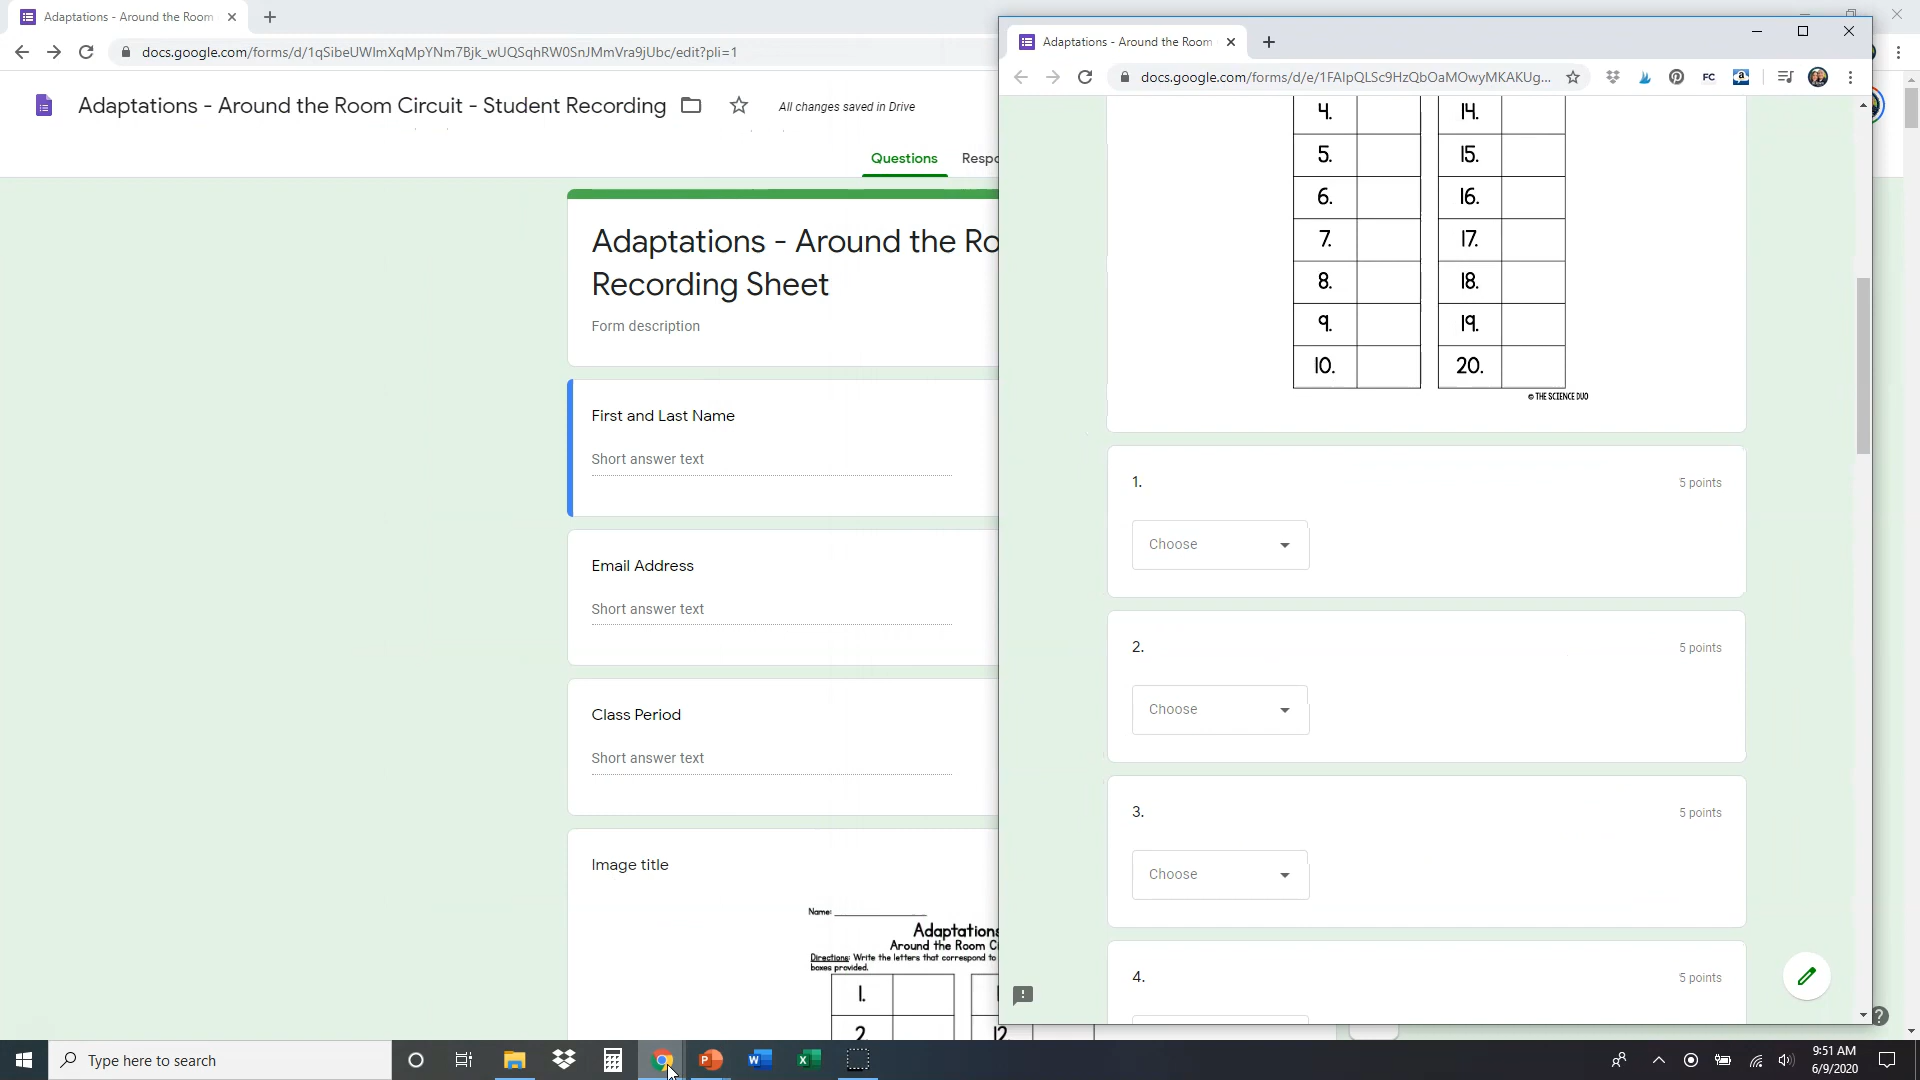 Adaptations - Around the Room
docs.google.com/forms/d/1qSibeUWImXqMpYNm7Bjk_wUQSqhRW0SnJMmVra9jUbc/edit?pli=1
Adaptations - Around the Room Circuit - Student Recording
All changes saved in Drive
Questions
Respo
Adaptations - Around the Ro
Recording Sheet
Form description
First and Last Name
Short answer text
Email Address
Short answer text
Class Period
Short answer text
Image title
Name:
Adaptations
Around the Room C
Directions: Write the letters that correspond to
boxes provided.
1.
2.
12.
Adaptations - Around the Room
docs.google.com/forms/d/e/1FAIpQLSc9HzQbOaMOwyMKAKUg...
FC
4. 14.
5. 15.
6. 16.
7. 17.
8. 18.
9. 19.
10. 20.
© THE SCIENCE DUO
1. 5 points
Choose
2. 5 points
Choose
3. 5 points
Choose
4. 5 points
Type here to search
9:51 AM
6/9/2020